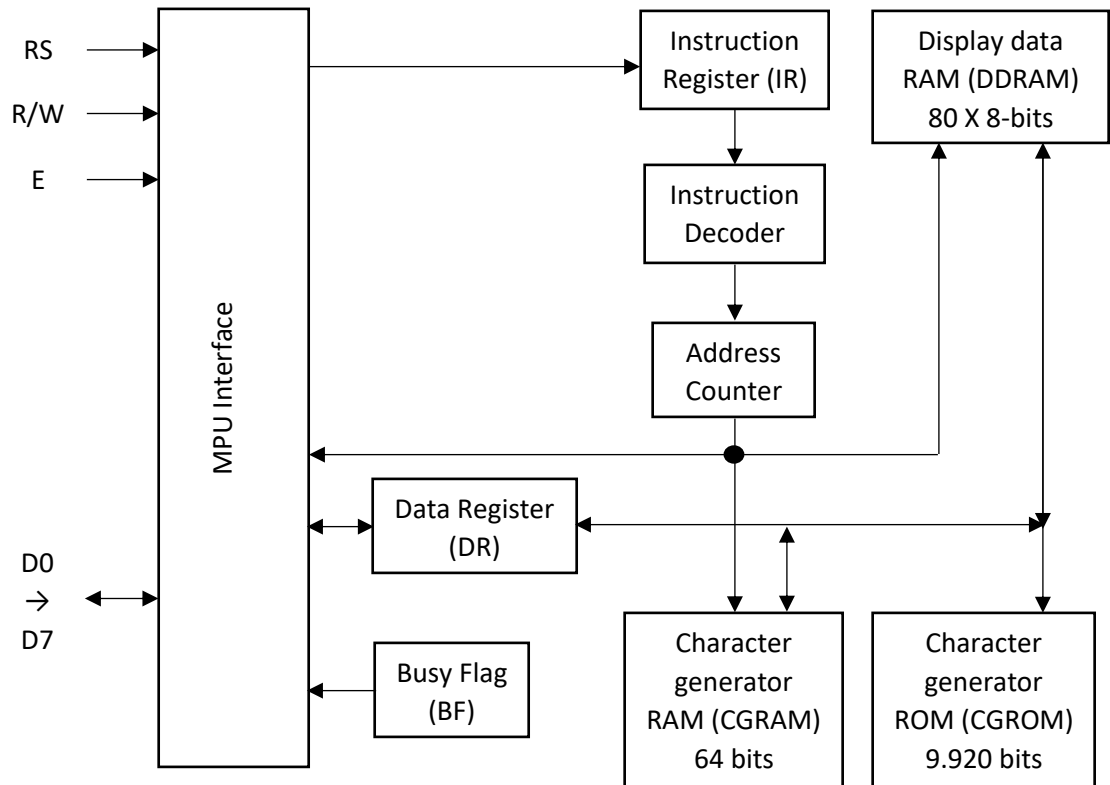 RS
R/W
E
D0
→
D7
MPU Interface
Instruction
Register (IR)
Instruction
Decoder
Address
Counter
Data Register
(DR)
Busy Flag
(BF)
Display data
RAM (DDRAM)
80 X 8-bits
Character
generator
RAM (CGRAM)
64 bits
Character
generator
ROM (CGROM)
9.920 bits